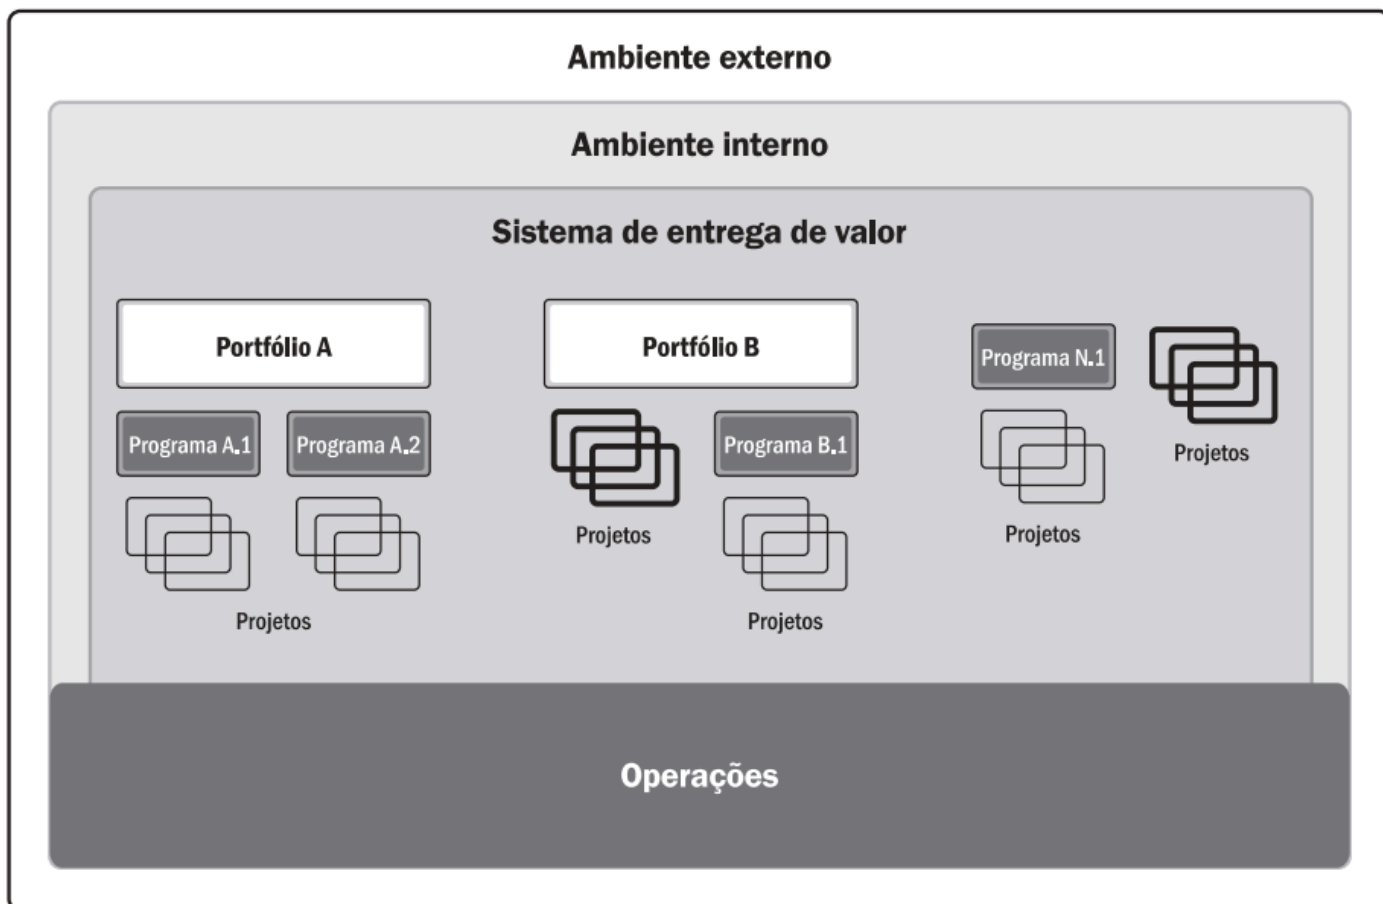 Ambiente externo
Ambiente interno
Sistema de entrega de valor
Portfólio A
Portfólio B
Programa N.1
Programa A.1
Programa A.2
Programa B.1
Projetos
Projetos
Projetos
Projetos
Projetos
Operações